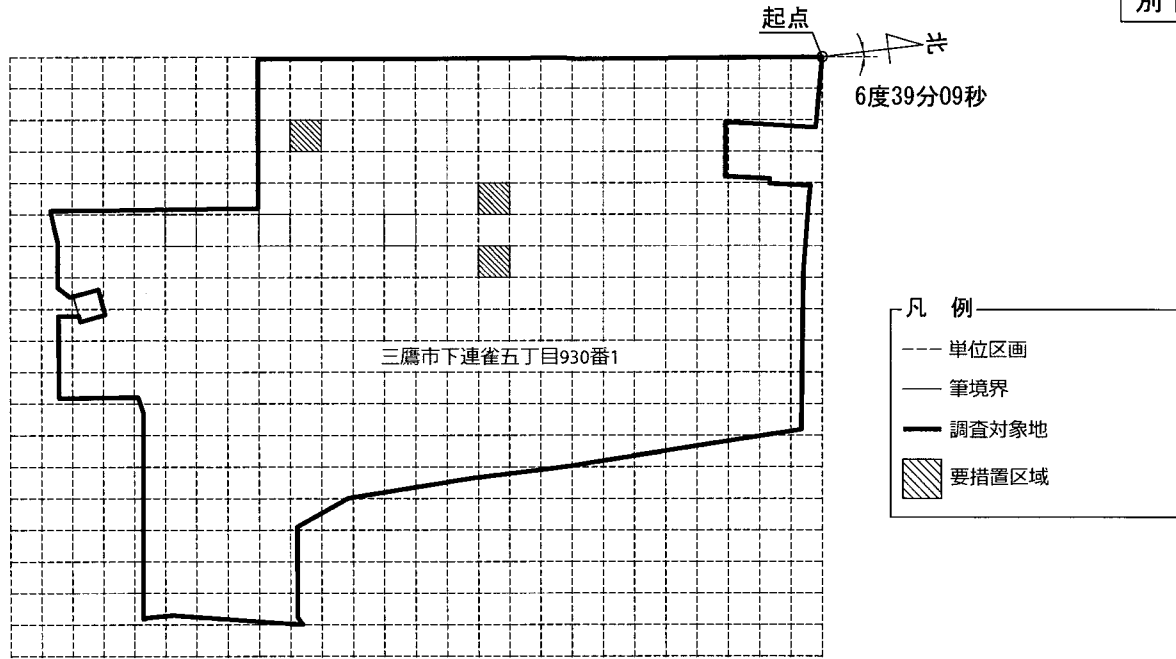 起点
北
6度39分09秒
三鷹市下連雀五丁目930番1
凡 例
単位区画
筆境界
調査対象地
要措置区域